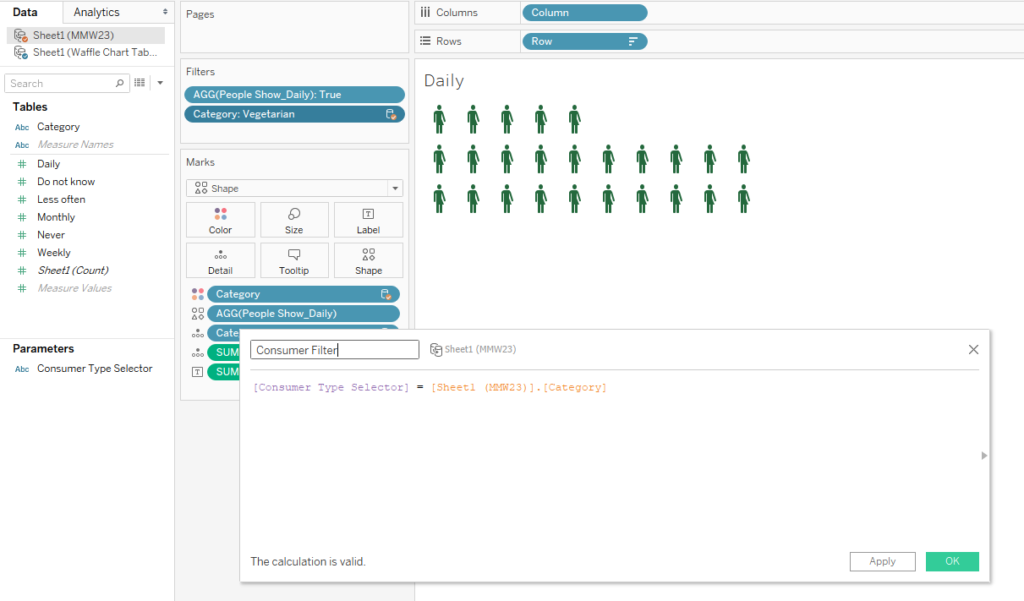 Data
Analytics
Sheet1 (MMW23)
Sheet1 (Waffle Chart Tab...
Search
Tables
Abc Category
Abc Measure Names
Daily
Do not know
Less often
Monthly
Never
Weekly
Sheet1 (Count)
Measure Values
Parameters
Abc Consumer Type Selector
Pages
Filters
AGG(People Show_Daily): True
Category: Vegetarian
Marks
Shape
Color
Size
Label
Detail
Tooltip
Shape
Category
AGG(People Show_Daily)
Cate
SUM
SUM
Columns
Column
Rows
Row
Daily
Consumer Filter
Sheet1 (MMW23)
[Consumer Type Selector] = [Sheet1 (MMW23)].[Category]
The calculation is valid.
Apply
OK